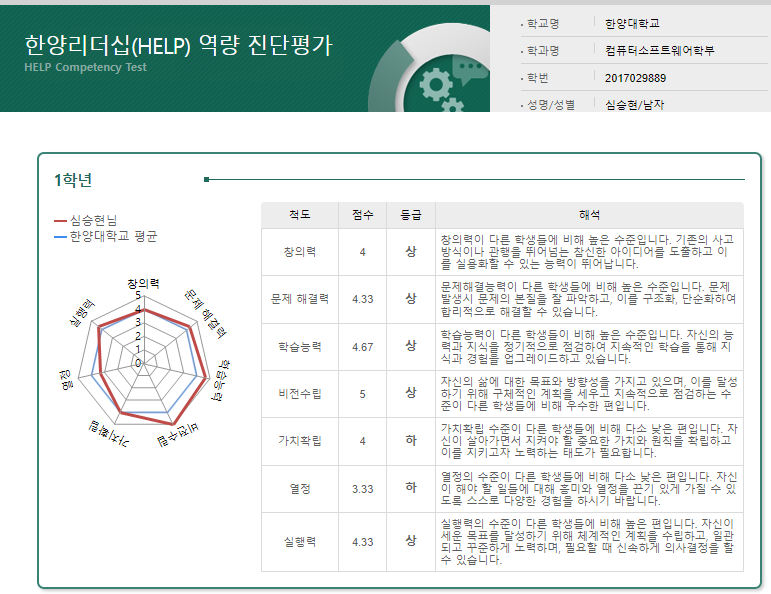 한양리더십(HELP) 역량 진단평가
HELP Competency Test
· 학교명 한양대학교
· 학과명 컴퓨터소프트웨어학부
· 학번 2017029889
· 성명/성별 심승현/남자
1학년
심승현님
한양대학교 평균
창의력
문제 해결력
학습능력
비전수립
가치확립
열정
실행력
5
4
3
2
1
0
척도 점수 등급 해석
창의력 4 상
창의력이 다른 학생들에 비해 높은 수준입니다. 기존의 사고
방식이나 관행을 뛰어넘는 참신한 아이디어를 도출하고 이
를 실용화할 수 있는 능력이 뛰어납니다.
문제 해결력 4.33 상
문제해결능력이 다른 학생들에 비해 높은 수준입니다. 문제
발생시 문제의 본질을 잘 파악하고, 이를 구조화, 단순화하여
합리적으로 해결할 수 있습니다.
학습능력 4.67 상
학습능력이 다른 학생들이 비해 높은 수준입니다. 자신의 능
력과 지식을 정기적으로 점검하여 지속적인 학습을 통해 지
식과 경험을 업그레이드하고 있습니다.
비전수립 5 상
자신의 삶에 대한 목표와 방향성을 가지고 있으며, 이를 달성
하기 위해 구체적인 계획을 세우고 지속적으로 점검하는 수
준이 다른 학생들에 비해 우수한 편입니다.
가치확립 4 하
가치확립 수준이 다른 학생들에 비해 다소 낮은 편입니다. 자
신이 살아가면서 지켜야 할 중요한 가치와 원칙을 확립하고
이를 지키고자 노력하는 태도가 필요합니다.
열정 3.33 하
열정의 수준이 다른 학생들에 비해 다소 낮은 편입니다. 자신
이 해야 할 일들에 대해 흥미와 열정을 끈기 있게 가질 수 있
도록 스스로 다양한 경험을 하시기 바랍니다.
실행력 4.33 상
실행력의 수준이 다른 학생들에 비해 높은 편입니다. 자신이
세운 목표를 달성하기 위해 체계적인 계획을 수립하고, 일관
되고 꾸준하게 노력하며, 필요할 때 신속하게 의사결정을 할
수 있습니다.